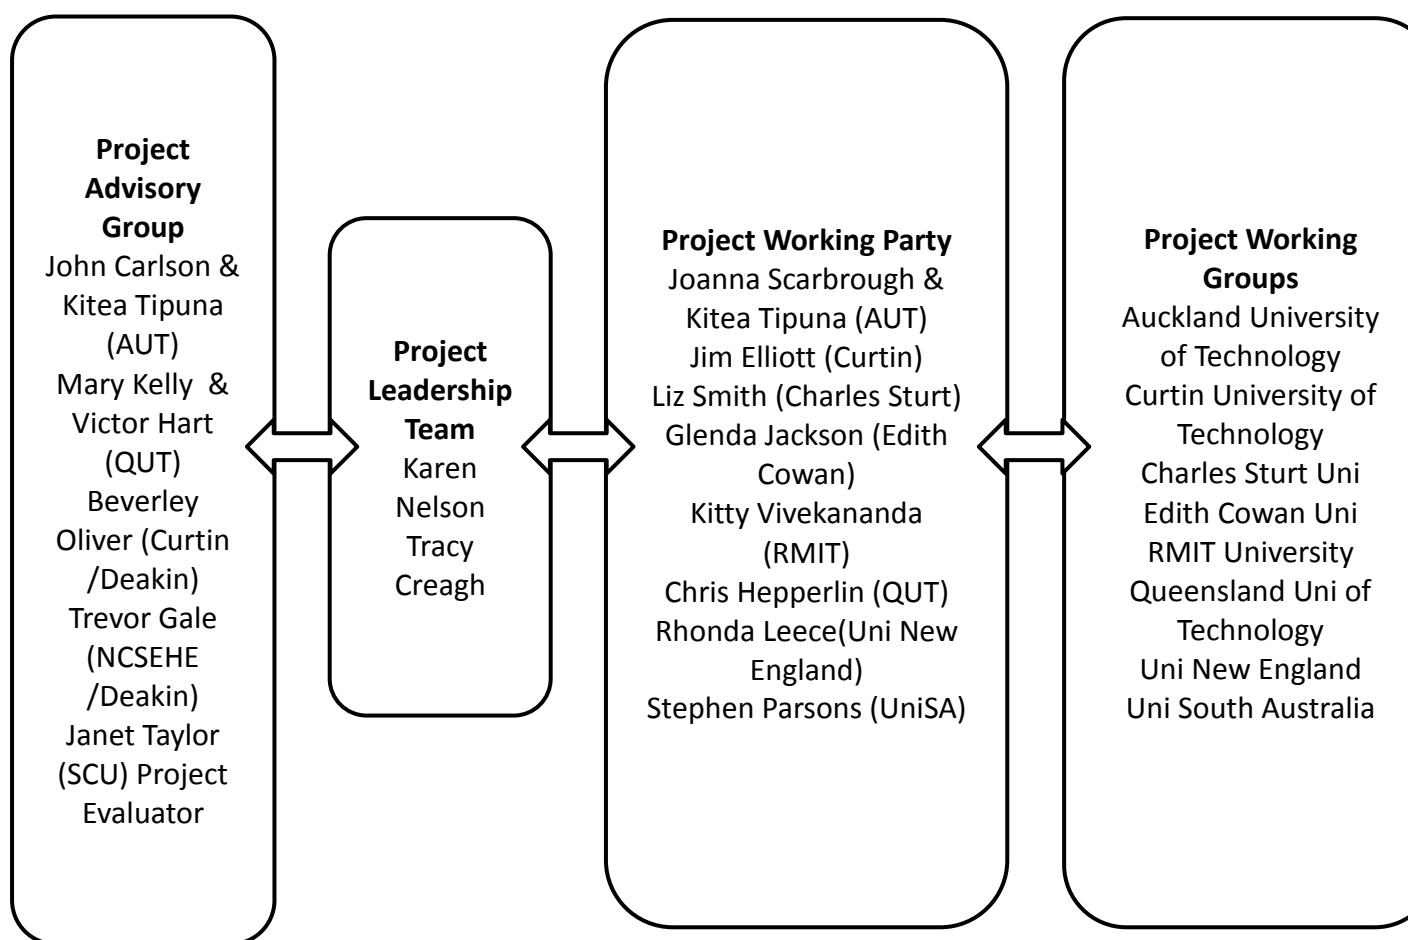 Project
Advisory
Group
John Carlson &
Kitea Tipuna
(AUT)
Mary Kelly  &
Victor Hart
(QUT)
Beverley
Oliver (Curtin
/Deakin)
Trevor Gale
(NCSEHE
/Deakin)
Janet Taylor
(SCU) Project
Evaluator
Project
Leadership
Team
Karen
Nelson
Tracy
Creagh
Project Working Party
Joanna Scarbrough &
Kitea Tipuna (AUT)
Jim Elliott (Curtin)
Liz Smith (Charles Sturt)
Glenda Jackson (Edith
Cowan)
Kitty Vivekananda
(RMIT)
Chris Hepperlin (QUT)
Rhonda Leece(Uni New
England)
Stephen Parsons (UniSA)
Project Working
Groups
Auckland University
of Technology
Curtin University of
Technology
Charles Sturt Uni
Edith Cowan Uni
RMIT University
Queensland Uni of
Technology
Uni New England
Uni South Australia